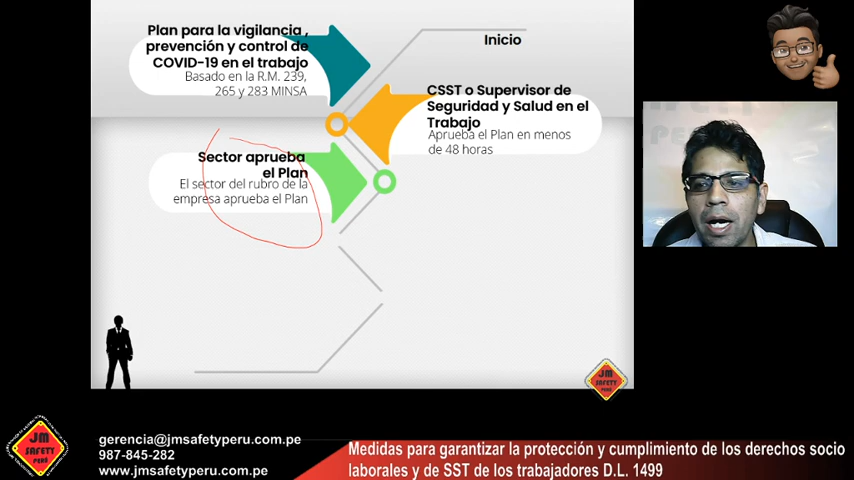 Plan para la vigilancia ,
prevención y control de
COVID-19 en el trabajo
Basado en la R.M. 239,
265 y 283 MINSA
Inicio
CSST o Supervisor de
Seguridad y Salud en el
Trabajo
Aprueba el Plan en menos
de 48 horas
Sector aprueba
el Plan
El sector del rubro de la
empresa aprueba el Plan
JM
SAFETY
PERÚ
JM
SAFETY
PERÚ
gerencia@jmsafetyperu.com.pe
987-845-282
www.jmsafetyperu.com.pe
Medidas para garantizar la protección y cumplimiento de los derechos socio
laborales y de SST de los trabajadores D.L. 1499